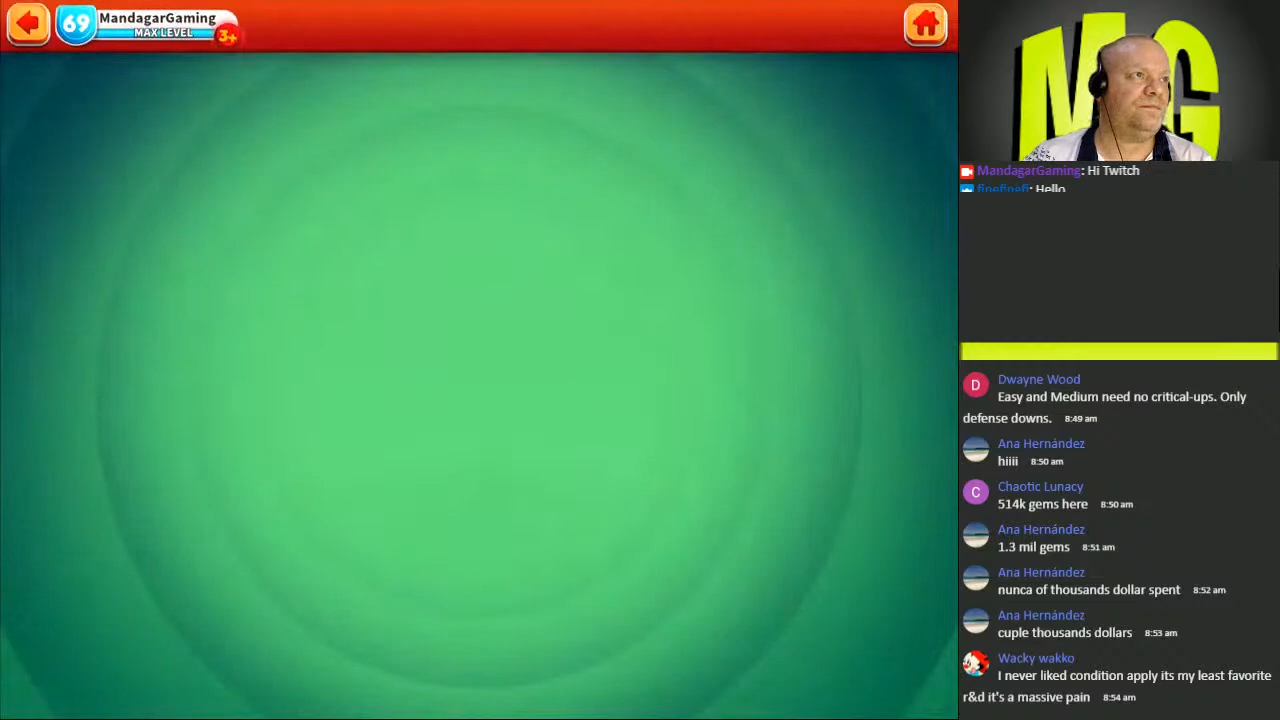 69 MandagarGaming
MAX LEVEL
3+
MG
MandagarGaming: Hi Twitch
finefinefi: Hello
D Dwayne Wood
Easy and Medium need no critical-ups. Only
defense downs. 8:49 am
Ana Hernández
hiiii 8:50 am
C Chaotic Lunacy
514k gems here 8:50 am
Ana Hernández
1.3 mil gems 8:51 am
Ana Hernández
nunca of thousands dollar spent 8:52 am
Ana Hernández
cuple thousands dollars 8:53 am
Wacky wakko
I never liked condition apply its my least favorite
r&d it's a massive pain 8:54 am